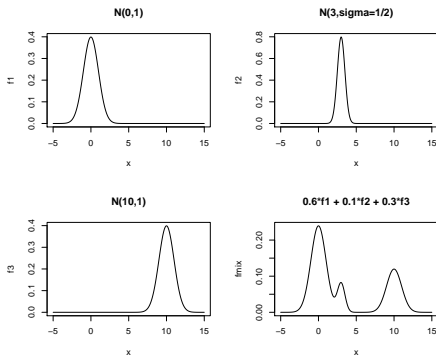 N(0,1)
f1
0.0 0.1 0.2 0.3 0.4
−5 0 5 10 15
x
N(3,sigma=1/2)
f2
0.0 0.2 0.4 0.6 0.8
−5 0 5 10 15
x
N(10,1)
f3
0.0 0.1 0.2 0.3 0.4
−5 0 5 10 15
x
0.6*f1 + 0.1*f2 + 0.3*f3
fmix
0.00 0.10 0.20
−5 0 5 10 15
x